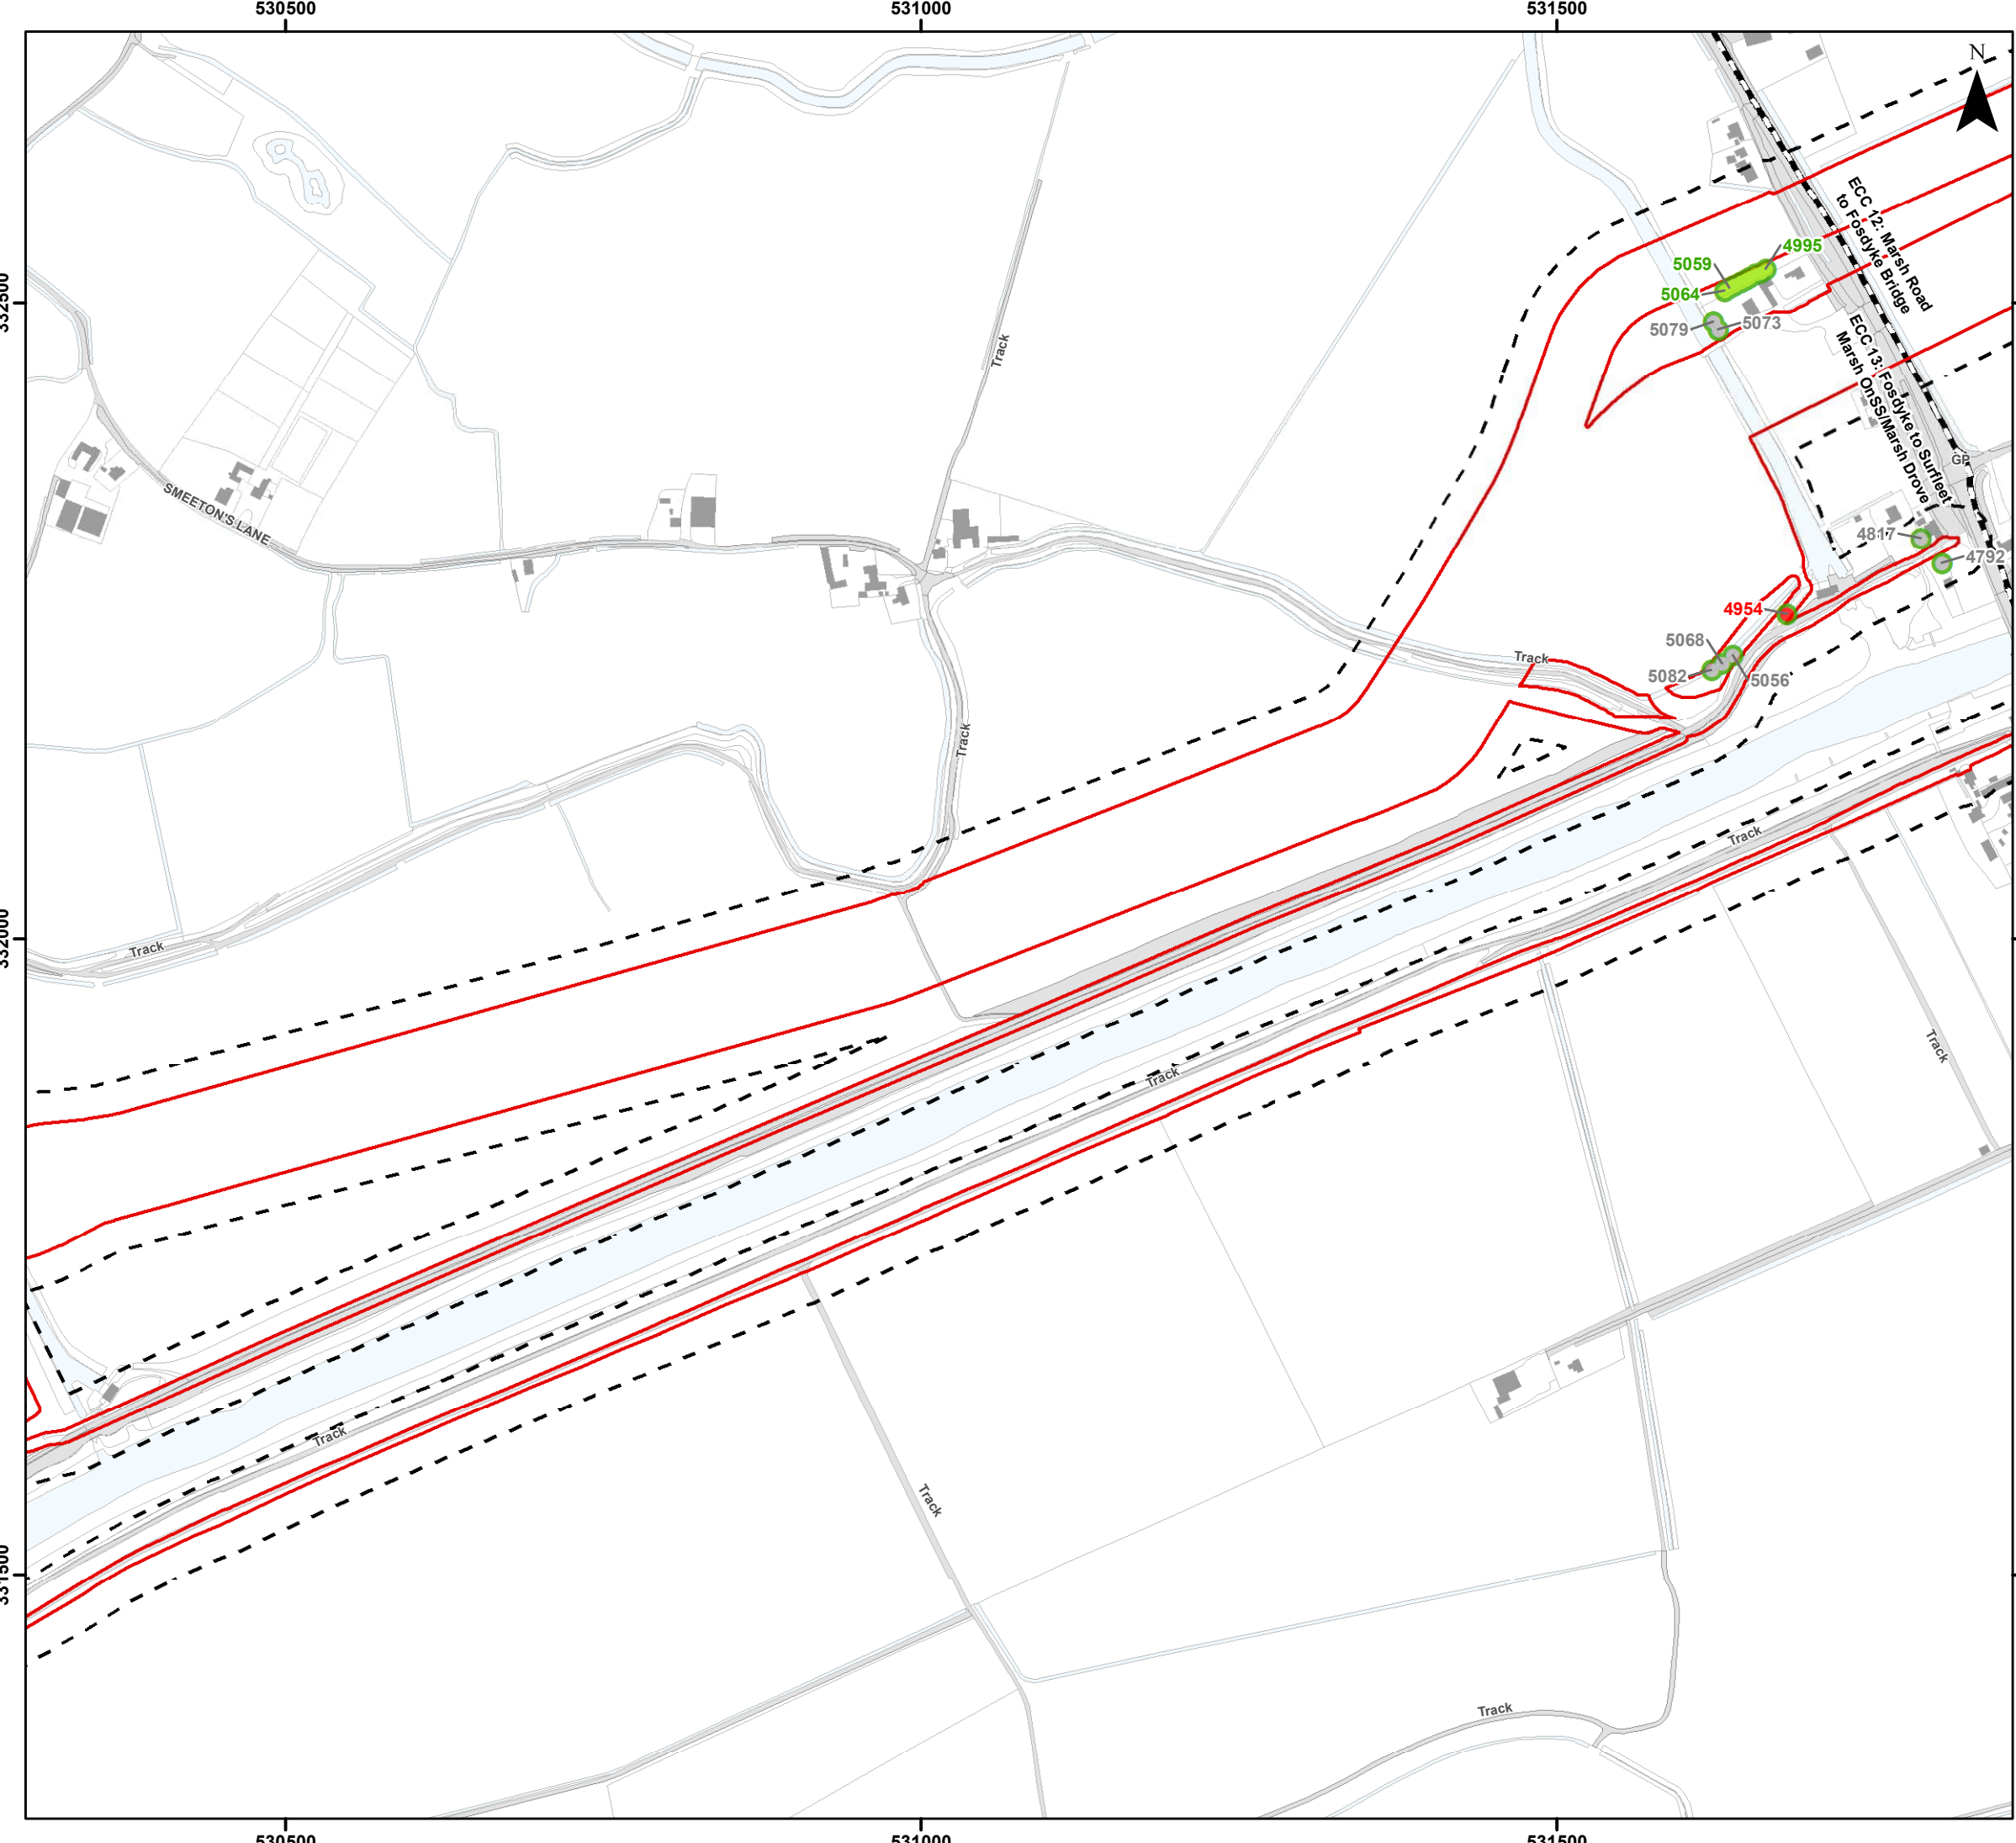 530500
531000
531500
N
ECC 12: Marsh Road
to Fosdyke Bridge
4995
5059
5064
5079
5073
332500
ECC 13: Fosdyke to Surfleet
Marsh OnSS/Marsh Drove
Track
GP
SMEETON'S LANE
4817
4792
4954
5068
5082
5056
Track
Track
Track
Track
332000
Track
Track
Track
Track
331500
Track
530500
531000
531500